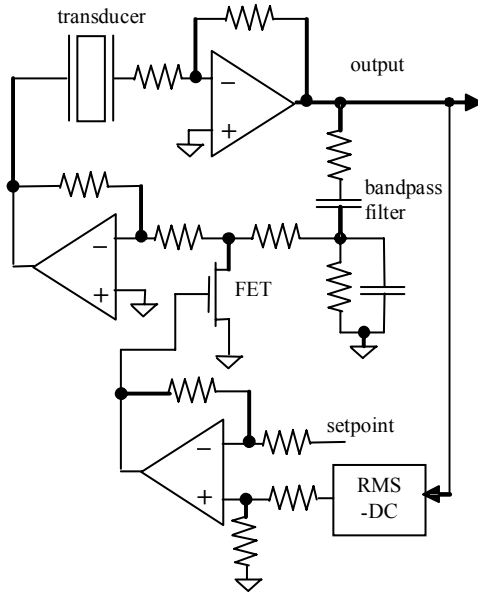 transducer
output
−
+
bandpass
filter
−
+
FET
setpoint
−
+
RMS
-DC